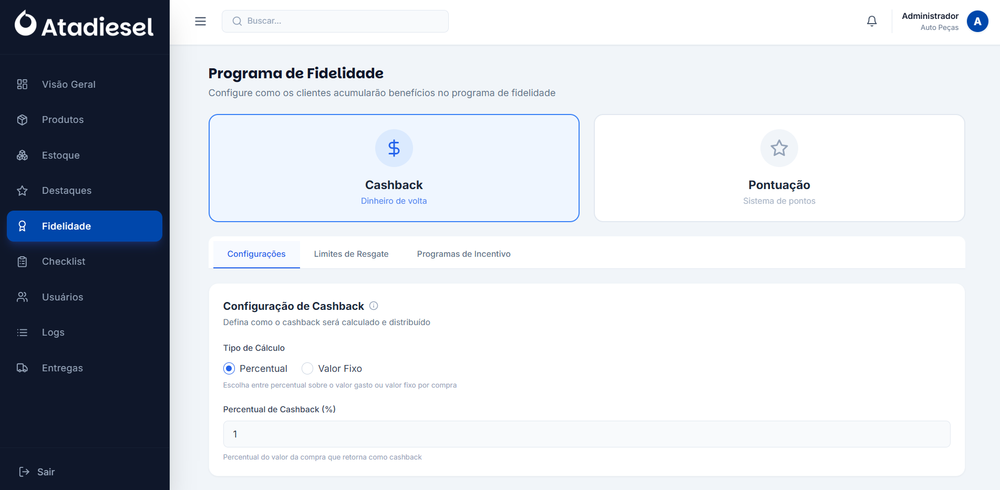 Atadiesel
Buscar...
Administrador
Auto Peças
A
Visão Geral
Produtos
Estoque
Destaques
Fidelidade
Checklist
Usuários
Logs
Entregas
Sair
Programa de Fidelidade
Configure como os clientes acumularão benefícios no programa de fidelidade
Cashback
Dinheiro de volta
Pontuação
Sistema de pontos
Configurações
Limites de Resgate
Programas de Incentivo
Configuração de Cashback
Defina como o cashback será calculado e distribuído
Tipo de Cálculo
Percentual
Valor Fixo
Escolha entre percentual sobre o valor gasto ou valor fixo por compra
Percentual de Cashback (%)
1
Percentual do valor da compra que retorna como cashback